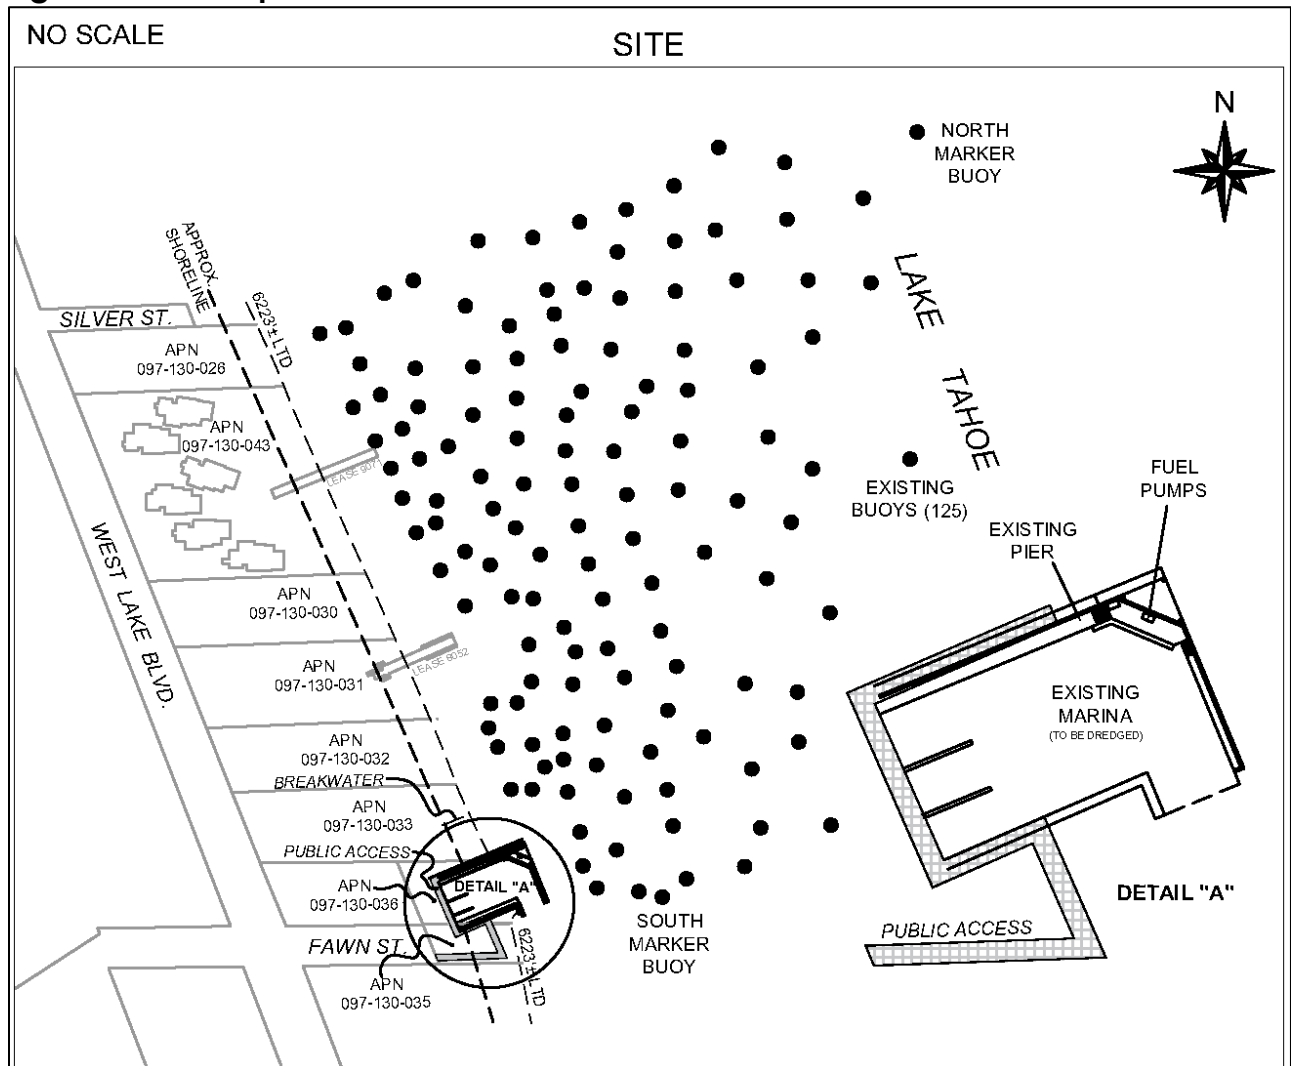 NO SCALE
SITE
N
NORTH
MARKER
BUOY
APPROX.
SHORELINE
6223'± LTD
LAKE
TAHOE
SILVER ST.
APN
097-130-026
APN
097-130-043
LEASE 6071
EXISTING
BUOYS (125)
FUEL
PUMPS
EXISTING
PIER
WEST LAKE BLVD.
APN
097-130-030
APN
097-130-031
LEASE 8052
EXISTING
MARINA
(TO BE DREDGED)
APN
097-130-032
BREAKWATER
APN
097-130-033
PUBLIC ACCESS
APN
097-130-036
DETAIL "A"
DETAIL "A"
SOUTH
MARKER
BUOY
PUBLIC ACCESS
FAWN ST.
6223'± LTD
APN
097-130-035